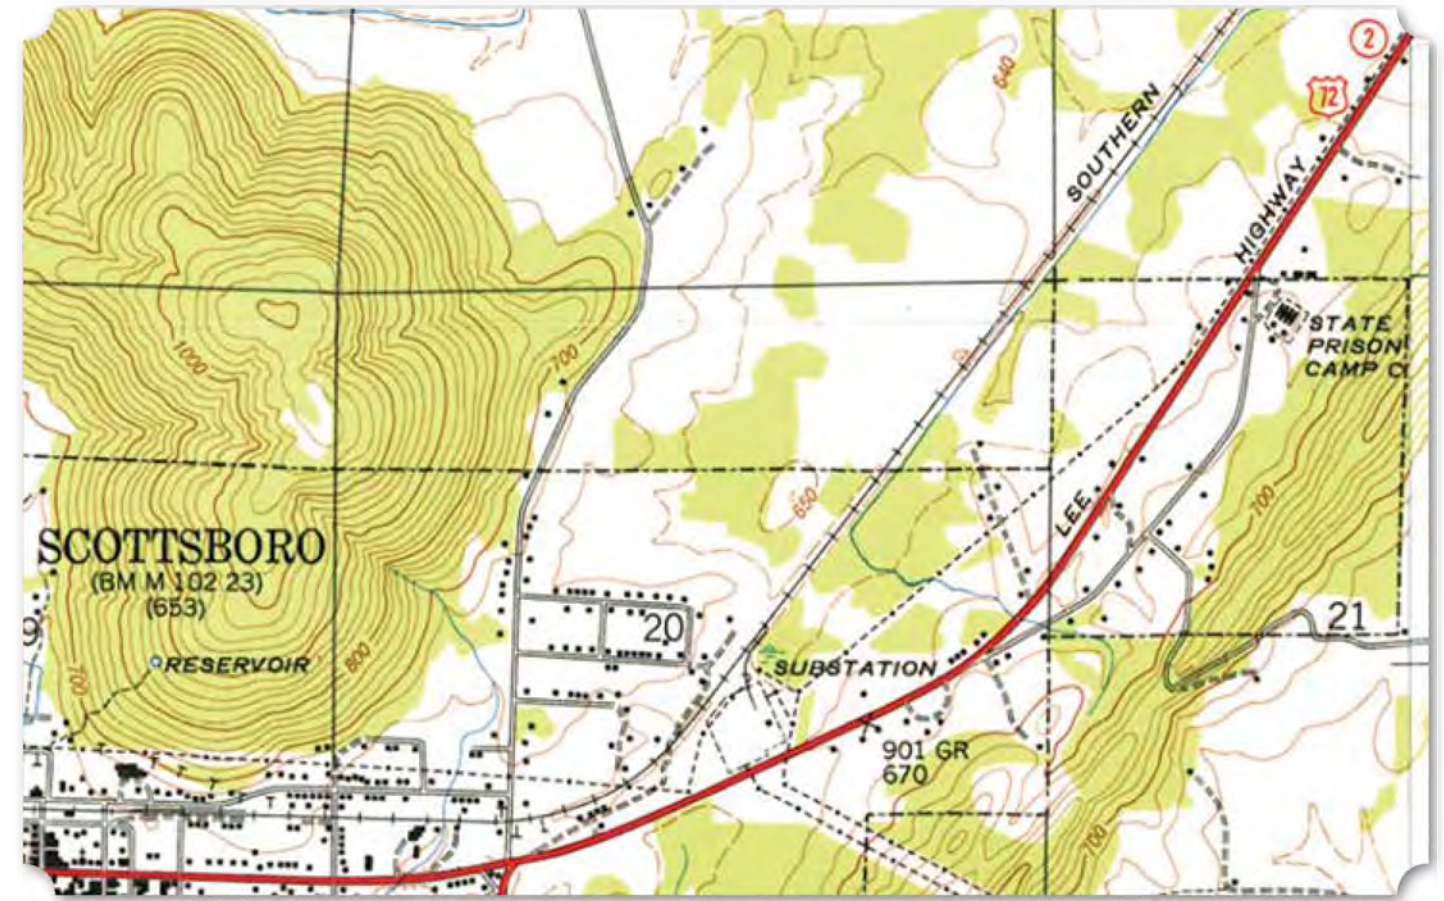 2
72
640
SOUTHERN
HIGHWAY
STATE
PRISON
CAMP C
1000
700
650
LEE
700
SCOTTSBORO
(BM M 102 23)
(653)
9
20
21
RESERVOIR
800
700
SUBSTATION
901 GR
670
700
T
T
T
T
T